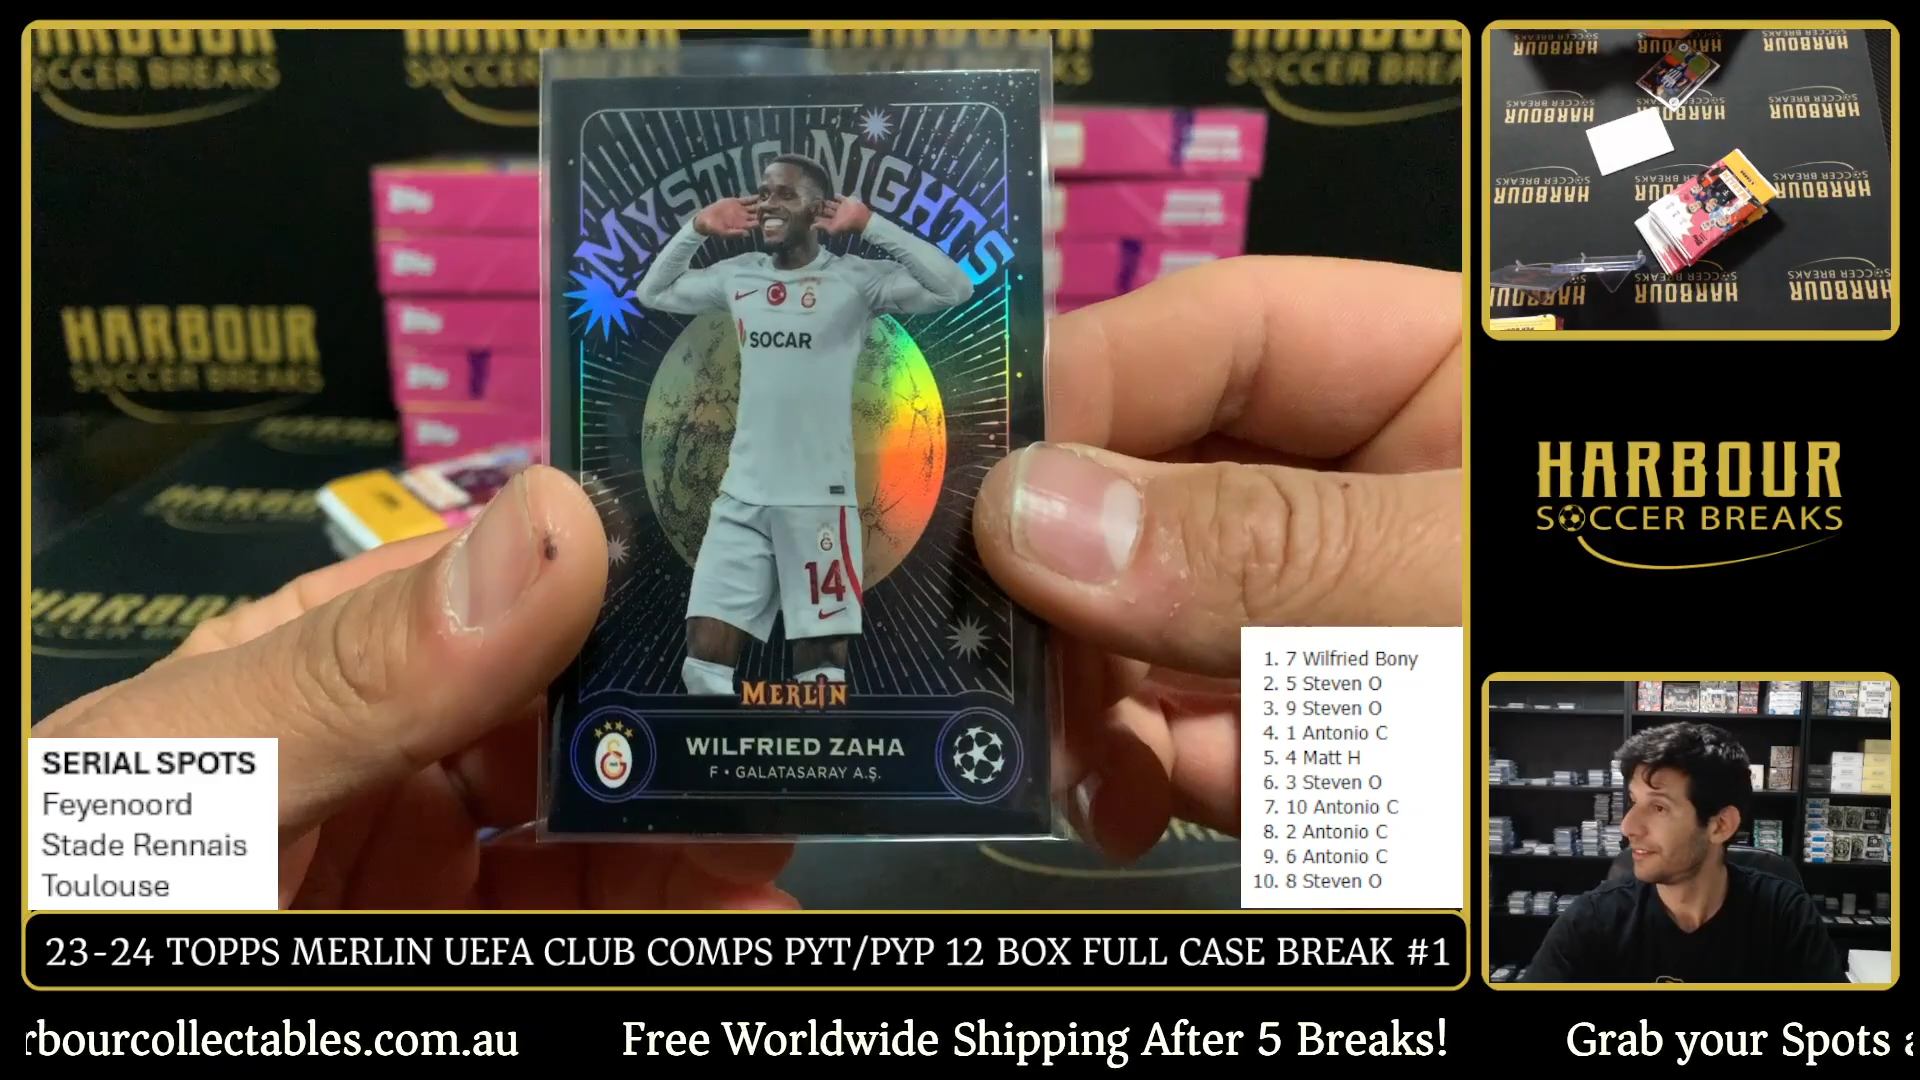 HARBOUR
SOCCER BREAKS
MYSTIC NIGHTS
SOCAR
14
MERLIN
WILFRIED ZAHA
F • GALATASARAY A.Ş.
HARBOUR
SOCCER BREAKS
SERIAL SPOTS
Feyenoord
Stade Rennais
Toulouse
1. 7 Wilfried Bony
2. 5 Steven O
3. 9 Steven O
4. 1 Antonio C
5. 4 Matt H
6. 3 Steven O
7. 10 Antonio C
8. 2 Antonio C
9. 6 Antonio C
10. 8 Steven O
23-24 TOPPS MERLIN UEFA CLUB COMPS PYT/PYP 12 BOX FULL CASE BREAK #1
rbourcollectables.com.au Free Worldwide Shipping After 5 Breaks! Grab your Spots